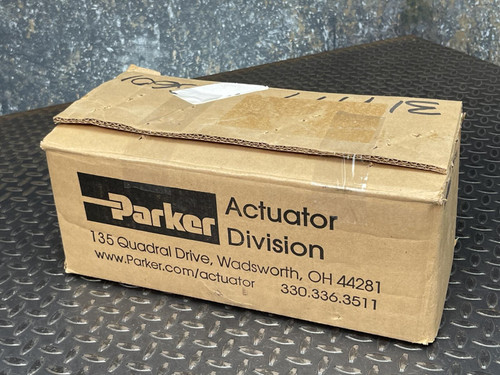 Parker
Actuator
Division
135 Quadral Drive, Wadsworth, OH 44281
www.Parker.com/actuator 330.336.3511